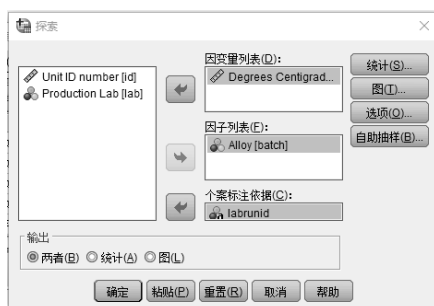 探索
Unit ID number [id]
Production Lab [lab]
因变量列表(D):
Degrees Centigrad...
因子列表(F):
Alloy [batch]
个案标注依据(C):
labrunid
统计(S)...
图(T)...
选项(O)...
自助抽样(B)...
输出
两者(B) 统计(A) 图(L)
确定 粘贴(P) 重置(R) 取消 帮助